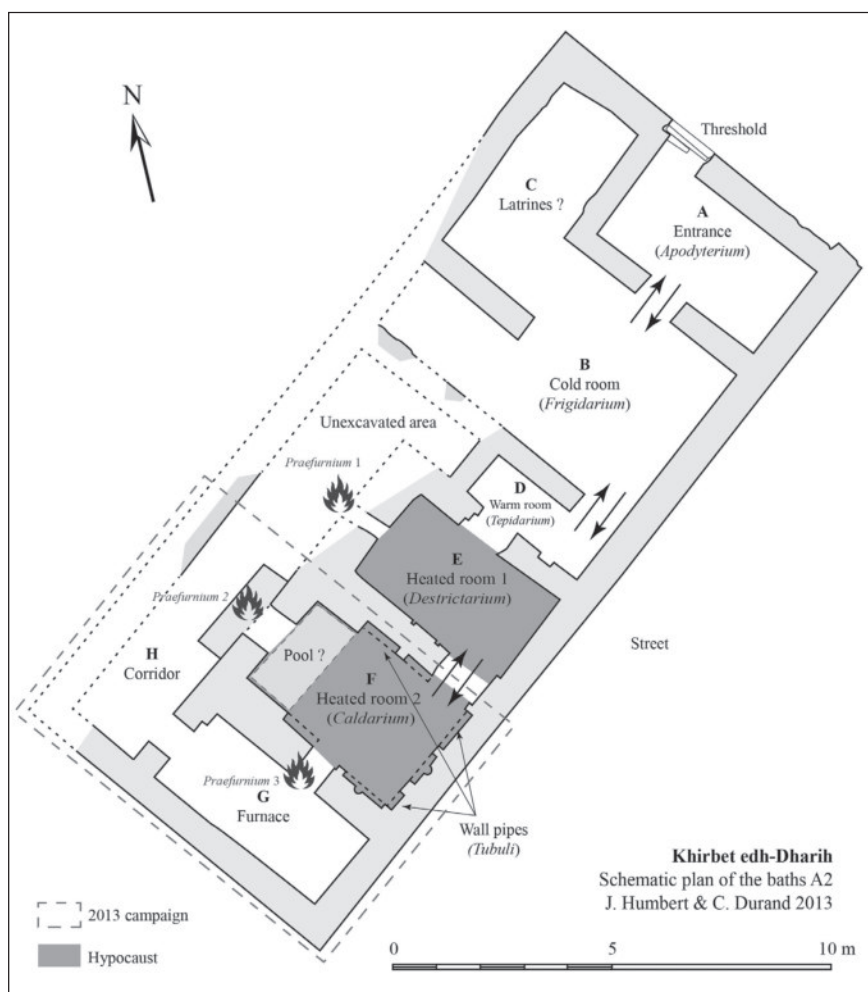 N
Threshold
C
Latrines ?
A
Entrance
(Apodyterium)
B
Cold room
(Frigidarium)
Unexcavated area
Praefurnium 1
D
Warm room
(Tepidarium)
E
Heated room 1
(Destrictarium)
Praefurnium 2
Street
H
Corridor
Pool ?
F
Heated room 2
(Caldarium)
Praefurnium 3
G
Furnace
Wall pipes
(Tubuli)
Khirbet edh-Dharih
Schematic plan of the baths A2
J. Humbert & C. Durand 2013
2013 campaign
Hypocaust
0 5 10 m